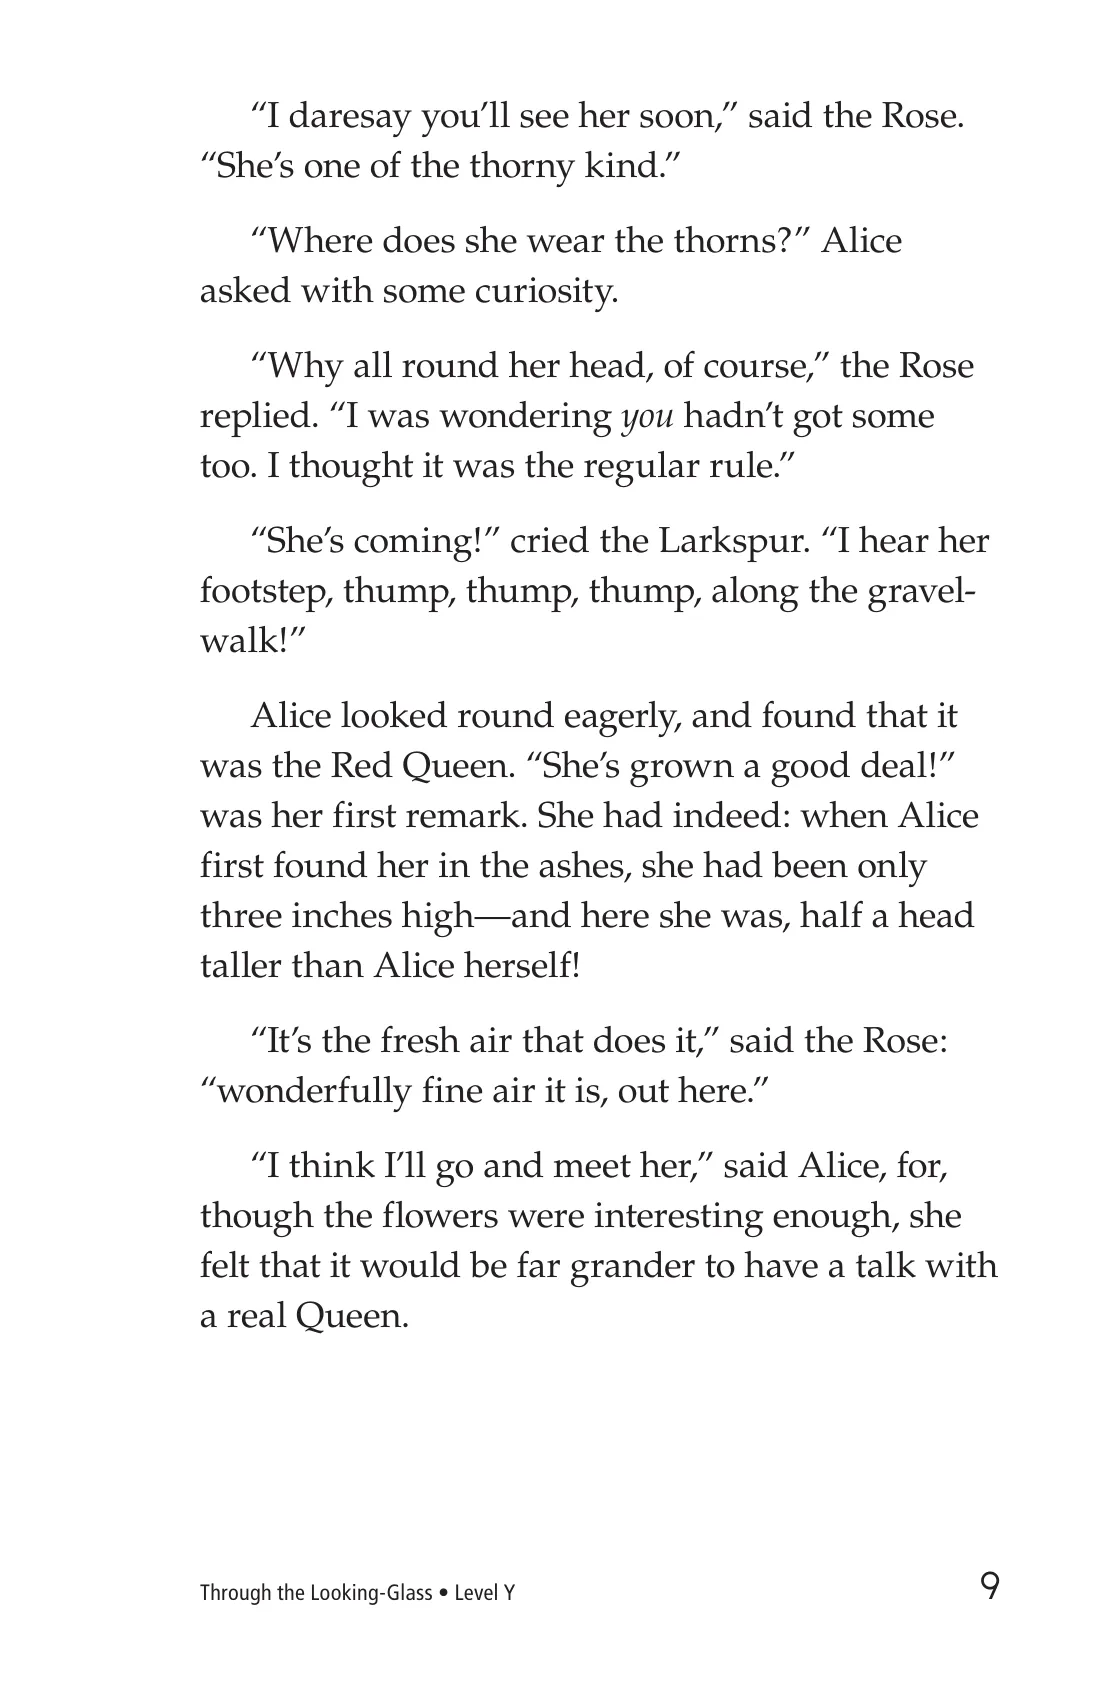 “I daresay you’ll see her soon,” said the Rose.
“She’s one of the thorny kind.”
“Where does she wear the thorns?” Alice
asked with some curiosity.
“Why all round her head, of course,” the Rose
replied. “I was wondering you hadn’t got some
too. I thought it was the regular rule.”
“She’s coming!” cried the Larkspur. “I hear her
footstep, thump, thump, thump, along the gravel-
walk!”
Alice looked round eagerly, and found that it
was the Red Queen. “She’s grown a good deal!”
was her first remark. She had indeed: when Alice
first found her in the ashes, she had been only
three inches high—and here she was, half a head
taller than Alice herself!
“It’s the fresh air that does it,” said the Rose:
“wonderfully fine air it is, out here.”
“I think I’ll go and meet her,” said Alice, for,
though the flowers were interesting enough, she
felt that it would be far grander to have a talk with
a real Queen.
Through the Looking-Glass • Level Y 9